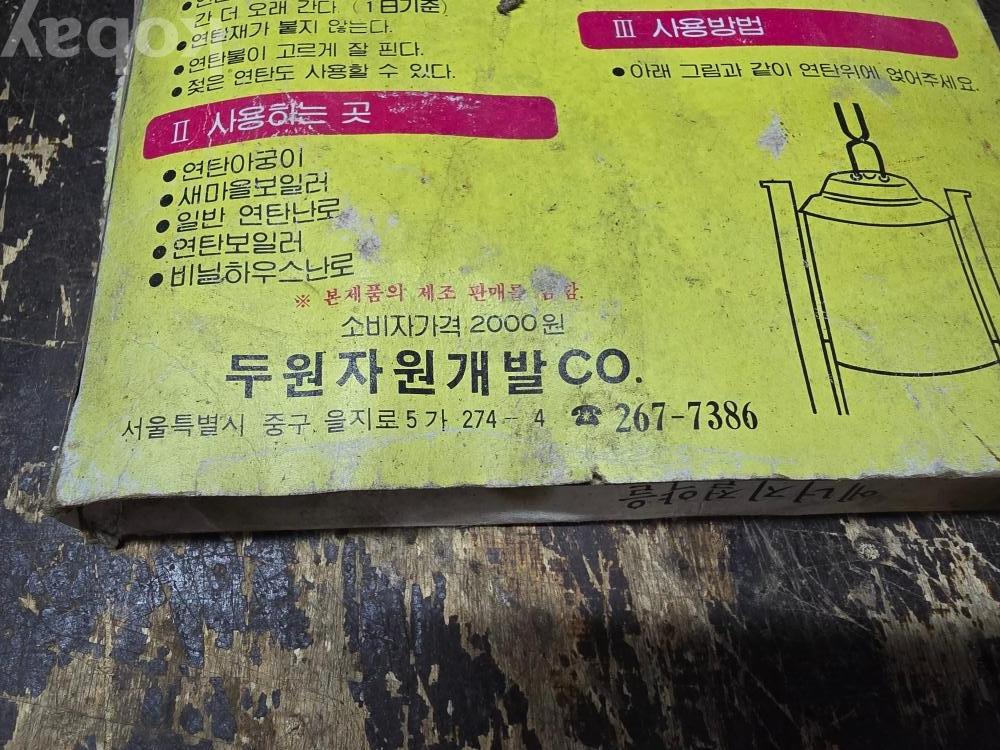 간 더 오래 간다. (1日기준)
• 연탄재가 붙지 않는다.
• 연탄불이 고르게 잘 핀다.
• 젖은 연탄도 사용할 수 있다.
Ⅱ 사용하는 곳
• 연탄아궁이
• 새마을보일러
• 일반 연탄난로
• 연탄보일러
• 비닐하우스난로
※ 본제품의 제조 판매를 금함.
소비자가격 2000원
두원자원개발CO.
서울특별시 중구 을지로5가 274-4 ☎ 267-7386
Ⅲ 사용방법
• 아래 그림과 같이 연탄위에 얹어주세요.
에너지절약을